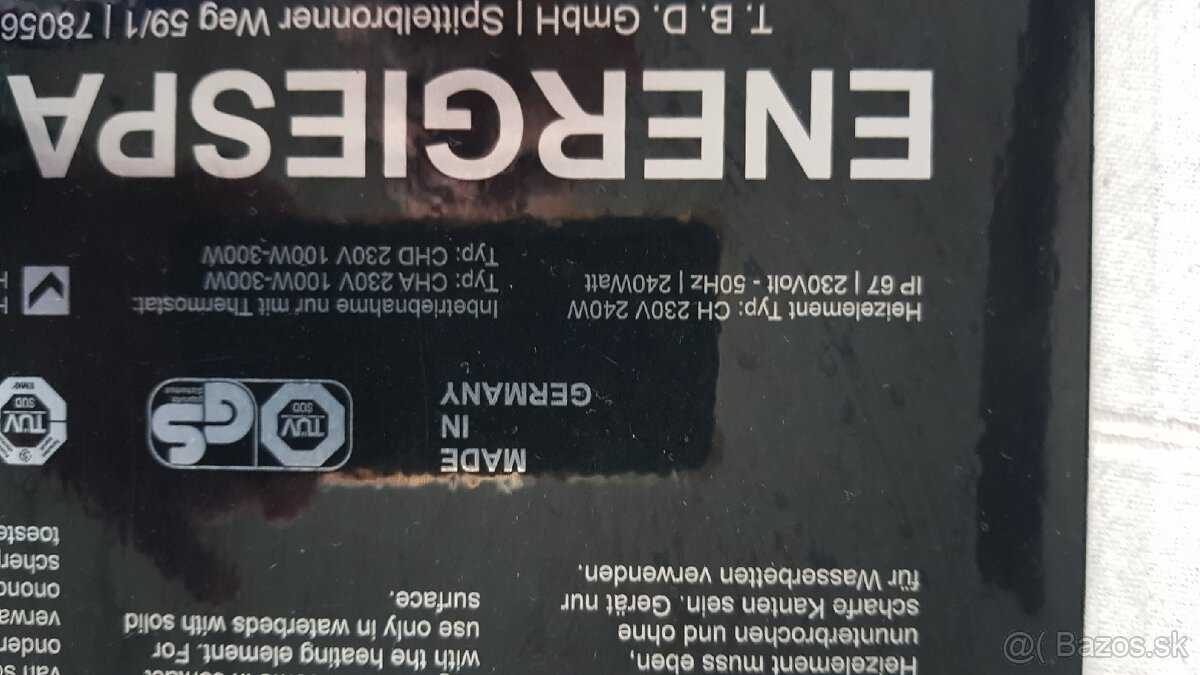 Heizelement muss eben,
ununterbrochen und ohne
scharfe Kanten sein. Gerät nur
für Wasserbetten verwenden.
with the heating element. For
use only in waterbeds with solid
surface.
MADE
IN
GERMANY
TÜV
SÜD
GS
TÜV
SÜD
Heizelement Typ: CH 230V 240W
IP 67 | 230Volt - 50Hz | 240Watt
Inbetriebnahme nur mit Thermostat:
Typ: CHA 230V 100W-300W
Typ: CHD 230V 100W-300W
ENERGIESPA
T. B. D. GmbH | Spittelbronner Weg 59/1 | 78056
@( Bazos.sk